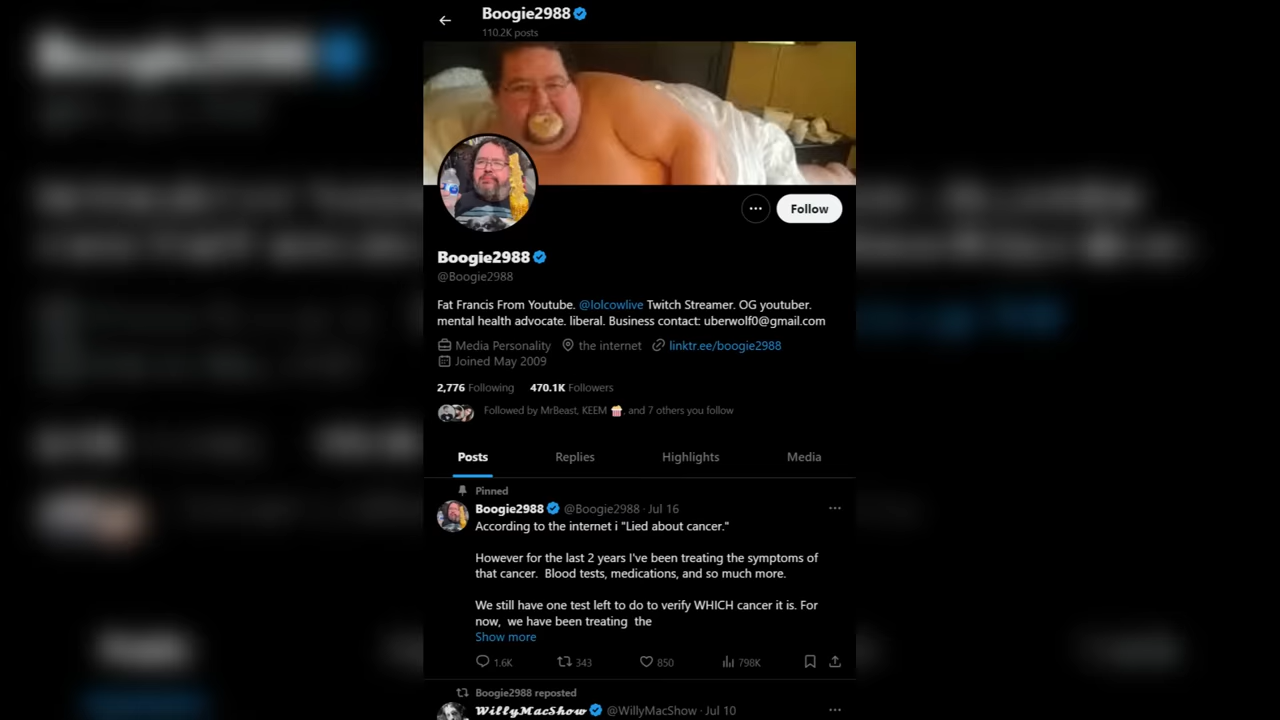 Boogie2988
110.2K posts
Follow
Boogie2988
@Boogie2988
Fat Francis From Youtube. @lolcowlive Twitch Streamer. OG youtuber.
mental health advocate. liberal. Business contact: uberwolf0@gmail.com
Media Personality the internet linktr.ee/boogie2988
Joined May 2009
2,776 Following 470.1K Followers
Followed by MrBeast, KEEM 🍿, and 7 others you follow
Posts Replies Highlights Media
Pinned
Boogie2988 @Boogie2988 · Jul 16
According to the internet i "Lied about cancer."
However for the last 2 years I've been treating the symptoms of
that cancer. Blood tests, medications, and so much more.
We still have one test left to do to verify WHICH cancer it is. For
now, we have been treating the
Show more
1.6K 343 850 798K
Boogie2988 reposted
𝓦𝓲𝓵𝓵𝔂𝓜𝓪𝓬𝓢𝓱𝓸𝔀 @WillyMacShow · Jul 10